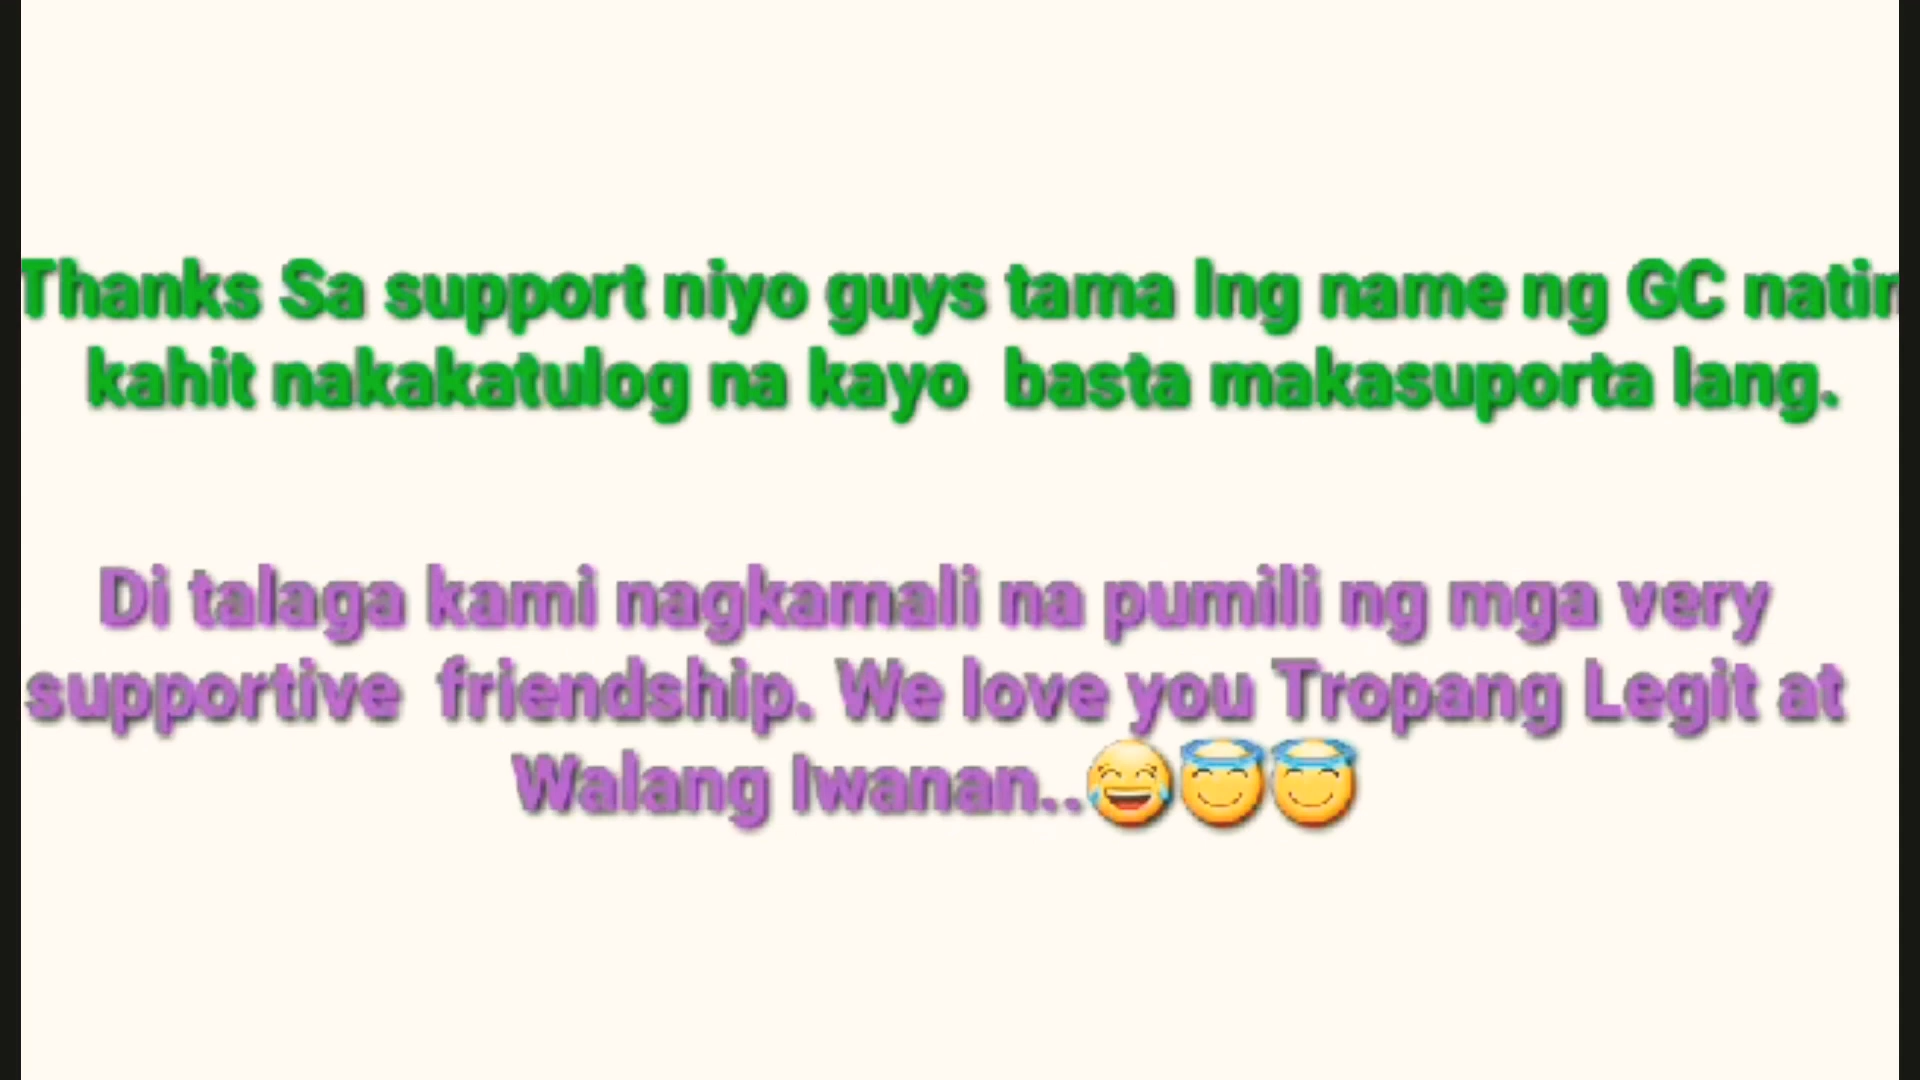 Thanks Sa support niyo guys tama lng name ng GC natin
kahit nakakatulog na kayo basta makasuporta lang.
Di talaga kami nagkamali na pumili ng mga very
supportive friendship. We love you Tropang Legit at
Walang Iwanan..😂😇😇